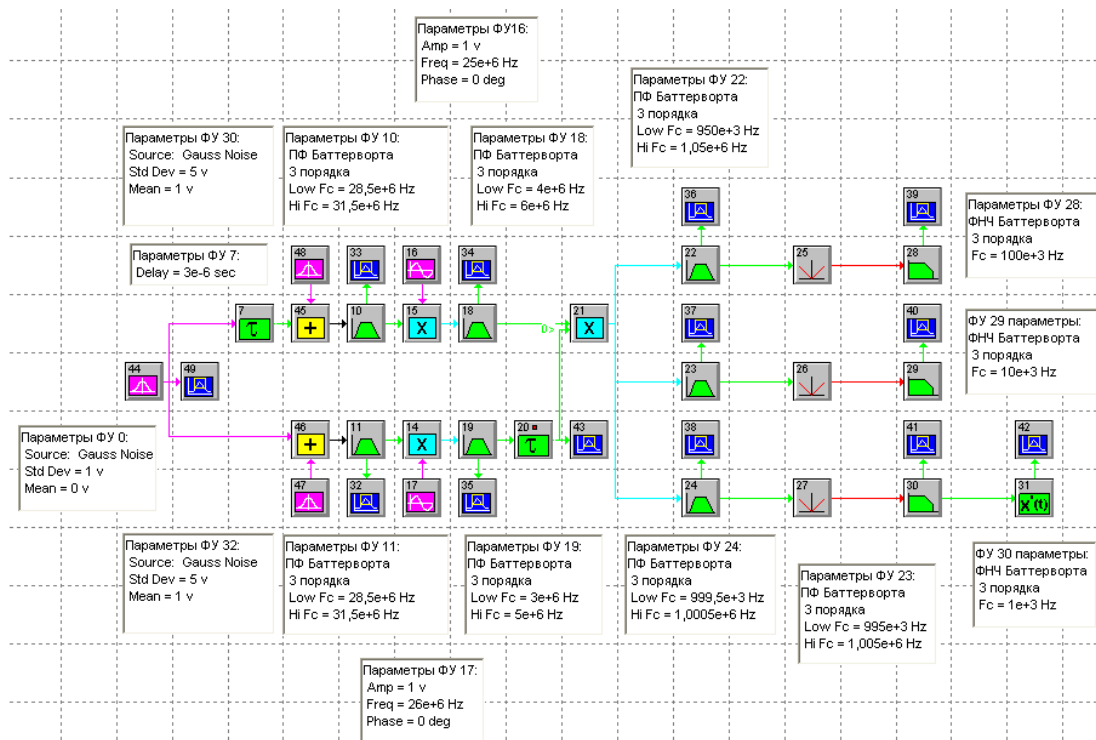 Параметры ФУ16:
Amp = 1 v
Freq = 25e+6 Hz
Phase = 0 deg
Параметры ФУ 22:
ПФ Баттерворта
3 порядка
Low Fc = 950e+3 Hz
Hi Fc = 1,05e+6 Hz
Параметры ФУ 30:
Source: Gauss Noise
Std Dev = 5 v
Mean = 1 v
Параметры ФУ 10:
ПФ Баттерворта
3 порядка
Low Fc = 28,5e+6 Hz
Hi Fc = 31,5e+6 Hz
Параметры ФУ 18:
ПФ Баттерворта
3 порядка
Low Fc = 4e+6 Hz
Hi Fc = 6e+6 Hz
36
39
Параметры ФУ 28:
ФНЧ Баттерворта
3 порядка
Fc = 100e+3 Hz
Параметры ФУ 7:
Delay = 3e-6 sec
48
33
16
34
22
25
28
7
τ
45
+
10
15
X
18
0>
21
X
37
40
ФУ 29 параметры:
ФНЧ Баттерворта
3 порядка
Fc = 10e+3 Hz
44
49
23
26
29
Параметры ФУ 0:
Source: Gauss Noise
Std Dev = 1 v
Mean = 0 v
46
+
11
14
X
19
20
τ
43
38
41
42
47
32
17
35
24
27
30
31
X'(t)
Параметры ФУ 32:
Source: Gauss Noise
Std Dev = 5 v
Mean = 1 v
Параметры ФУ 11:
ПФ Баттерворта
3 порядка
Low Fc = 28,5e+6 Hz
Hi Fc = 31,5e+6 Hz
Параметры ФУ 19:
ПФ Баттерворта
3 порядка
Low Fc = 3e+6 Hz
Hi Fc = 5e+6 Hz
Параметры ФУ 24:
ПФ Баттерворта
3 порядка
Low Fc = 999,5e+3 Hz
Hi Fc = 1,0005e+6 Hz
Параметры ФУ 23:
ПФ Баттерворта
3 порядка
Low Fc = 995e+3 Hz
Hi Fc = 1,005e+6 Hz
ФУ 30 параметры:
ФНЧ Баттерворта
3 порядка
Fc = 1e+3 Hz
Параметры ФУ 17:
Amp = 1 v
Freq = 26e+6 Hz
Phase = 0 deg